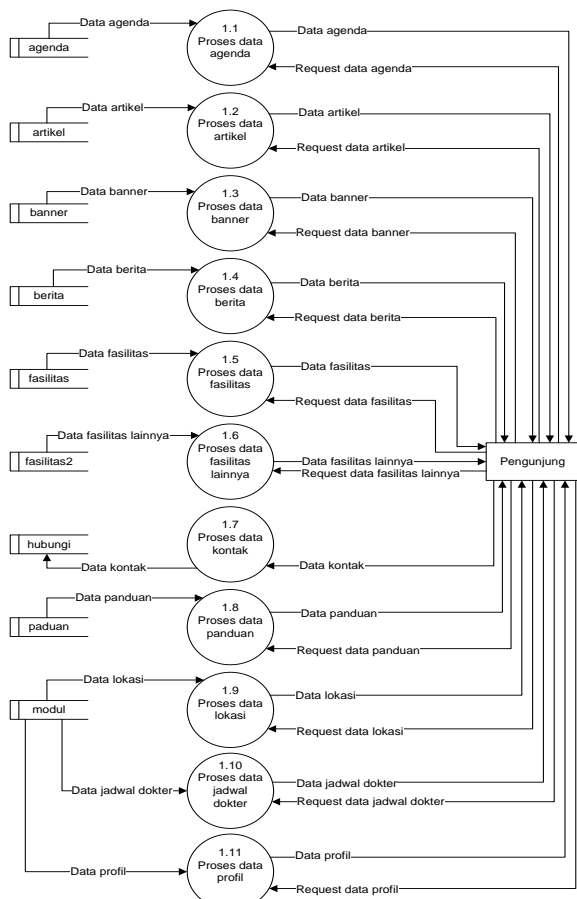 Data agenda
agenda
1.1
Proses data
agenda
Data agenda
Request data agenda
Data artikel
artikel
1.2
Proses data
artikel
Data artikel
Request data artikel
Data banner
banner
1.3
Proses data
banner
Data banner
Request data banner
Data berita
berita
1.4
Proses data
berita
Data berita
Request data berita
Data fasilitas
fasilitas
1.5
Proses data
fasilitas
Data fasilitas
Request data fasilitas
Data fasilitas lainnya
fasilitas2
1.6
Proses data
fasilitas
lainnya
Data fasilitas lainnya
Request data fasilitas lainnya
Pengunjung
hubungi
Data kontak
1.7
Proses data
kontak
Data kontak
Data panduan
paduan
1.8
Proses data
panduan
Data panduan
Request data panduan
Data lokasi
modul
1.9
Proses data
lokasi
Data lokasi
Request data lokasi
Data jadwal dokter
1.10
Proses data
jadwal
dokter
Data jadwal dokter
Request data jadwal dokter
Data profil
1.11
Proses data
profil
Data profil
Request data profil